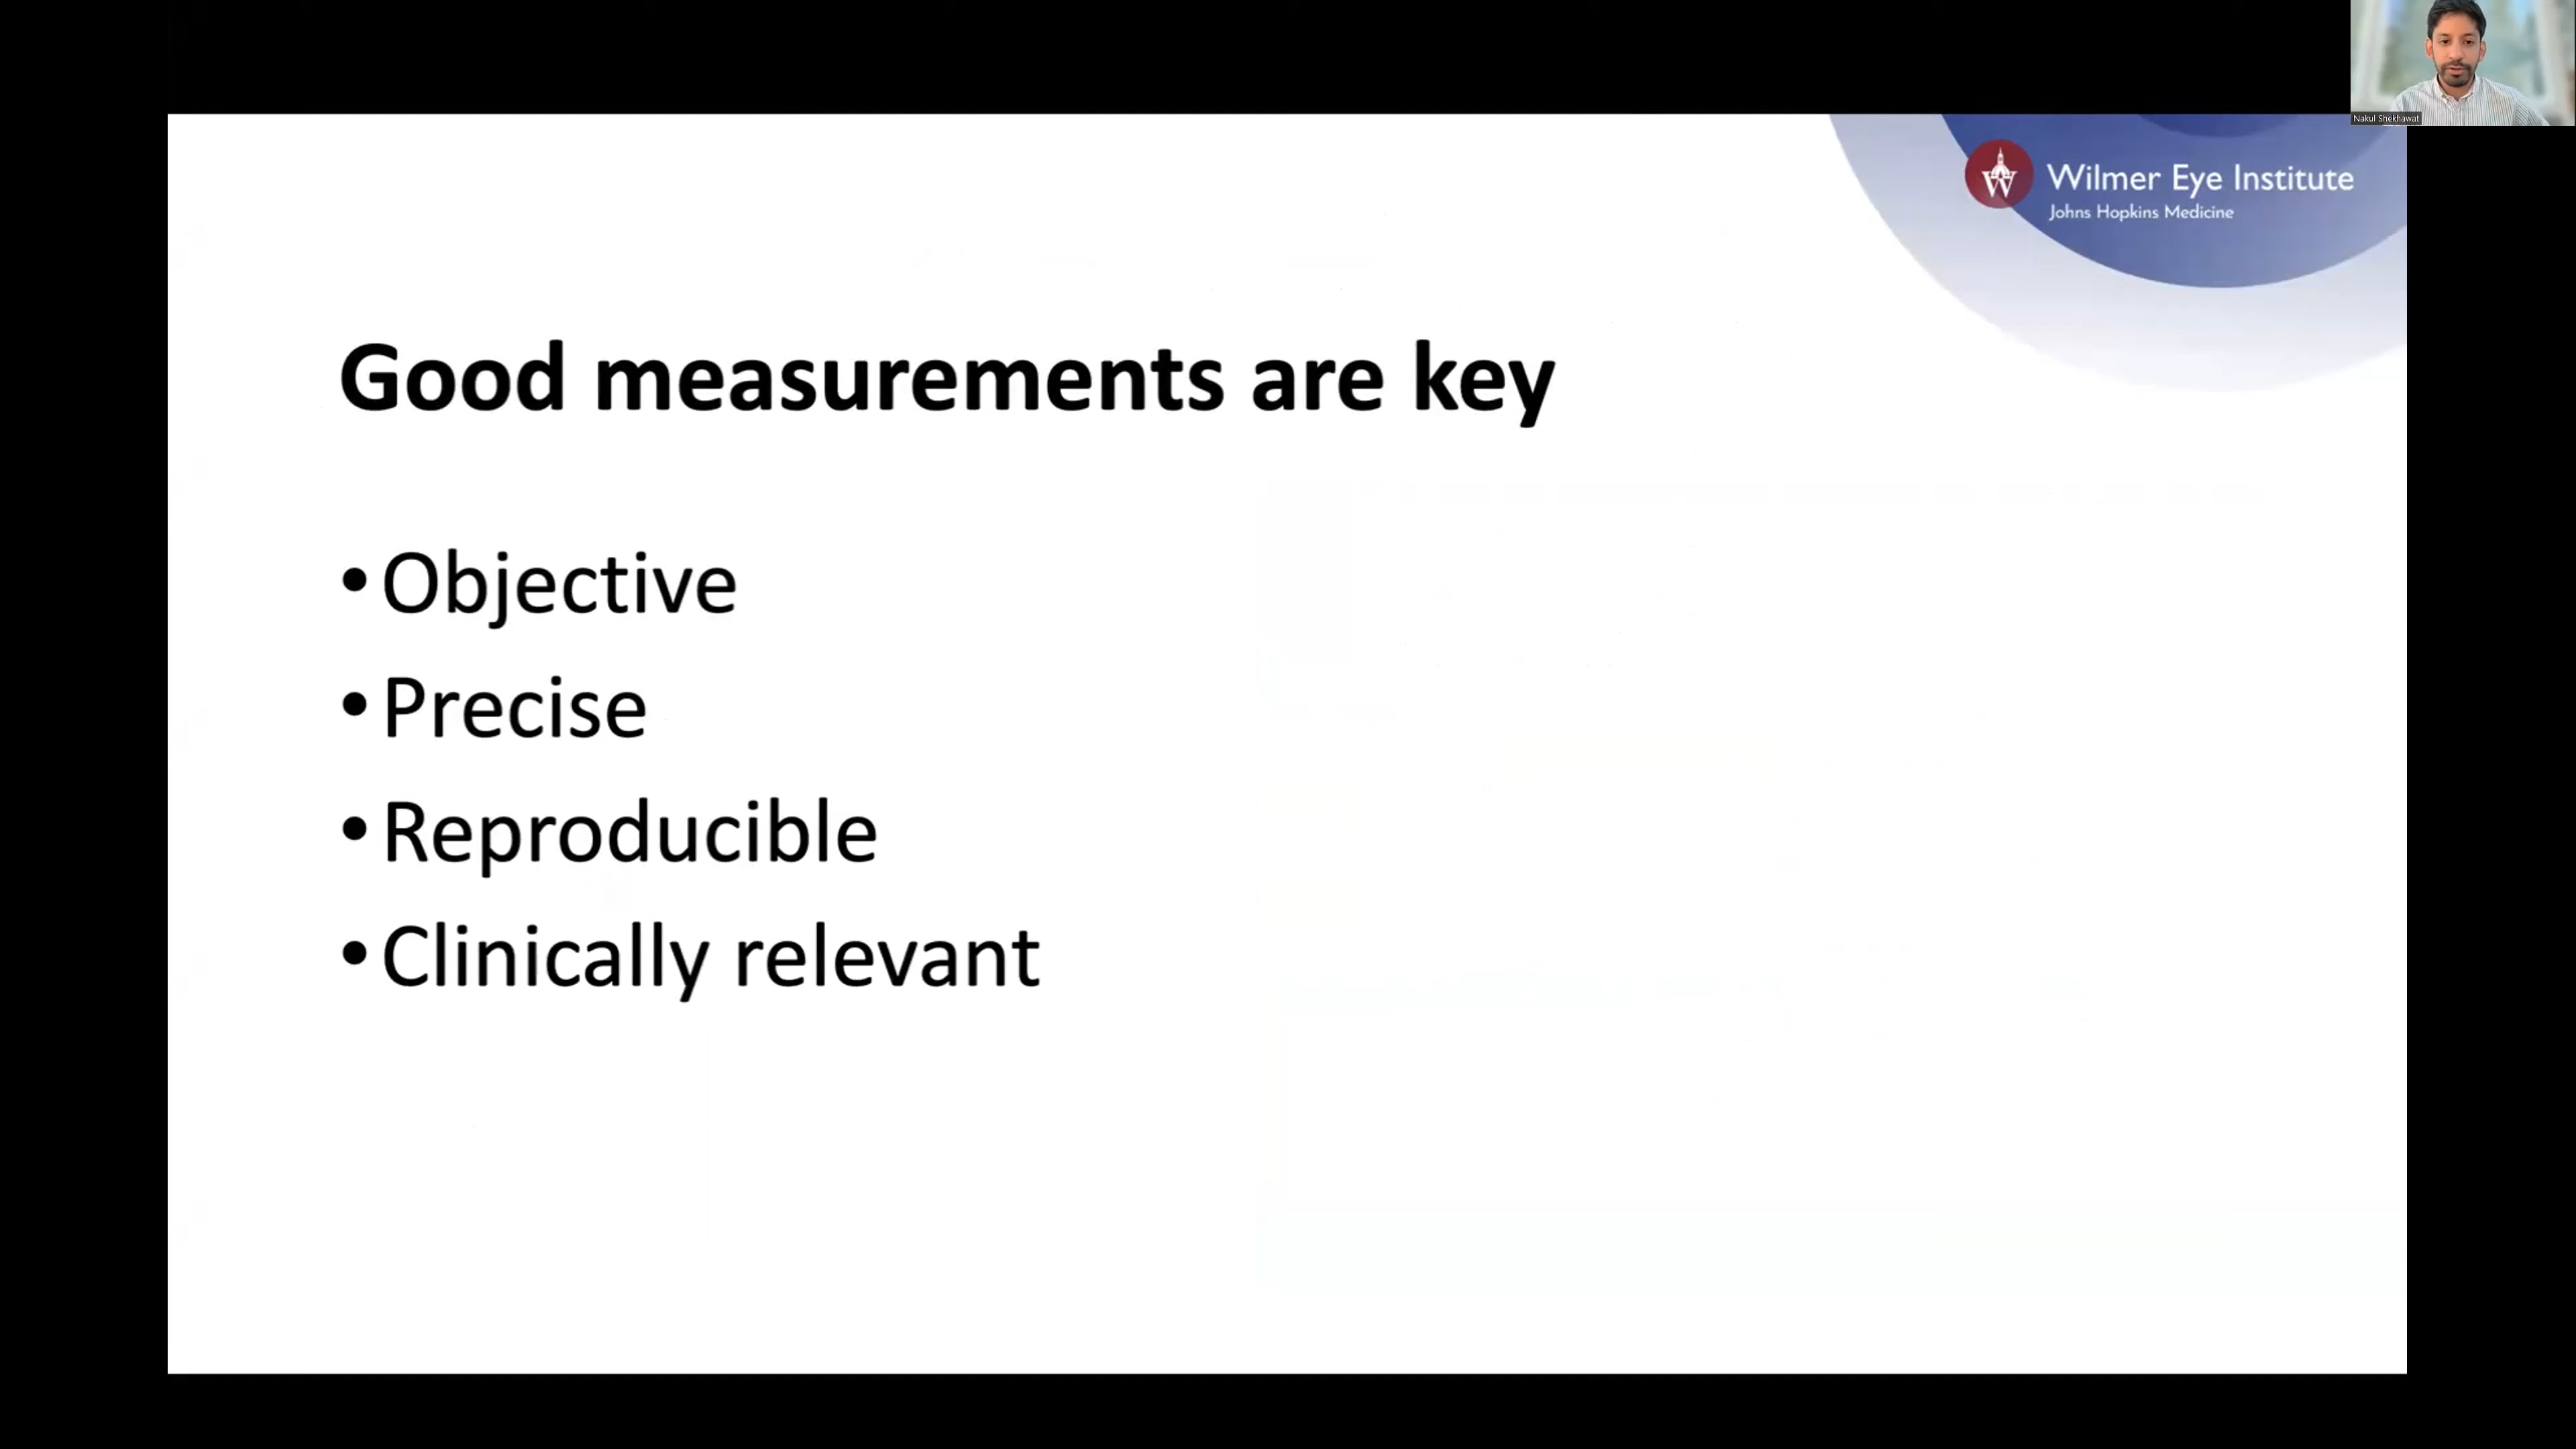 Nakul Shekhawat
Wilmer Eye Institute
Johns Hopkins Medicine
Good measurements are key
• Objective
• Precise
• Reproducible
• Clinically relevant